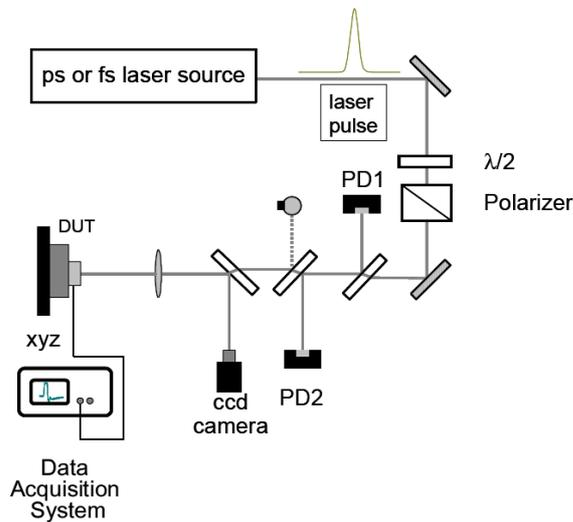 ps or fs laser source
laser
pulse
λ/2
PD1
Polarizer
DUT
xyz
ccd
camera
PD2
Data
Acquisition
System